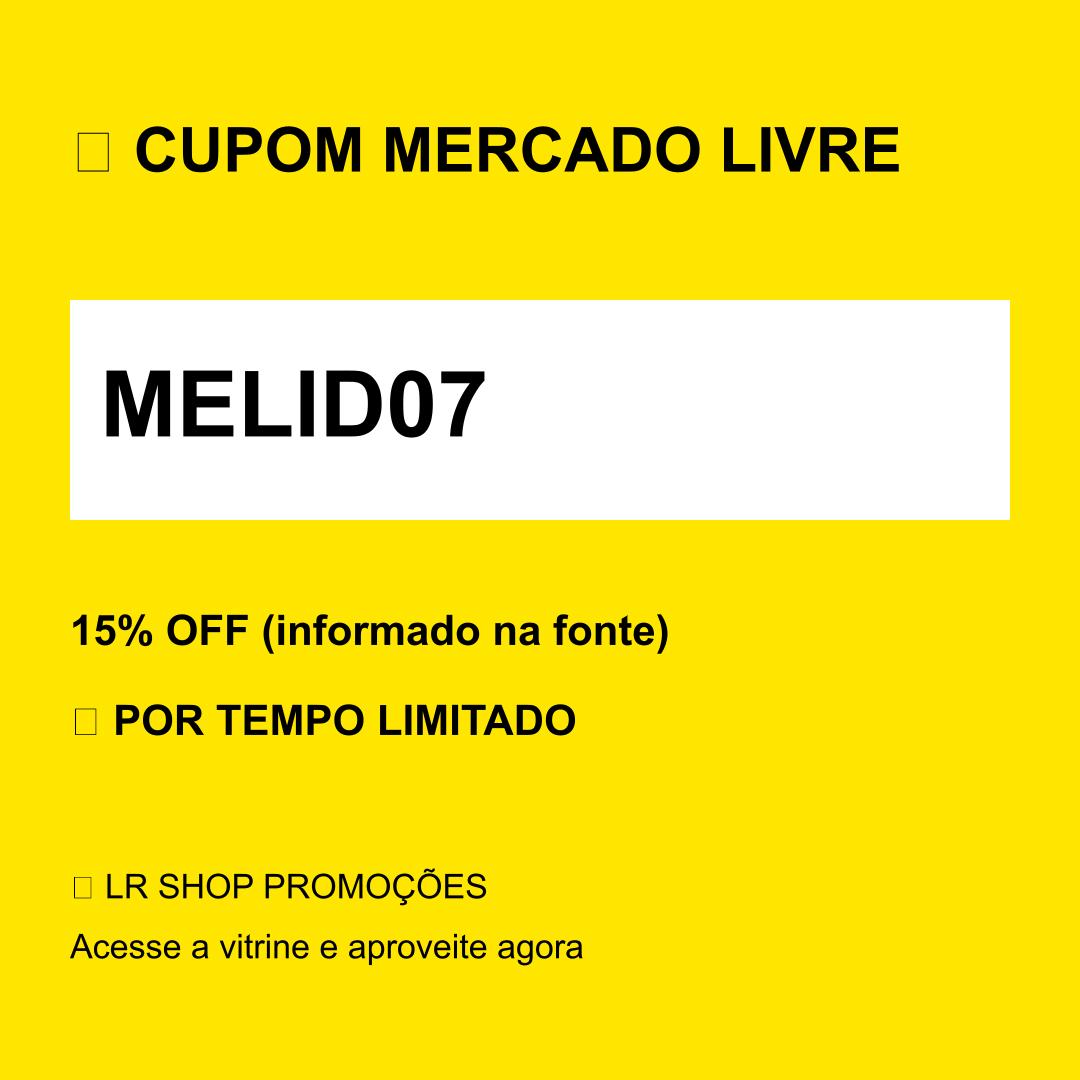 CUPOM MERCADO LIVRE
MELID07
15% OFF (informado na fonte)
POR TEMPO LIMITADO
LR SHOP PROMOÇÕES
Acesse a vitrine e aproveite agora